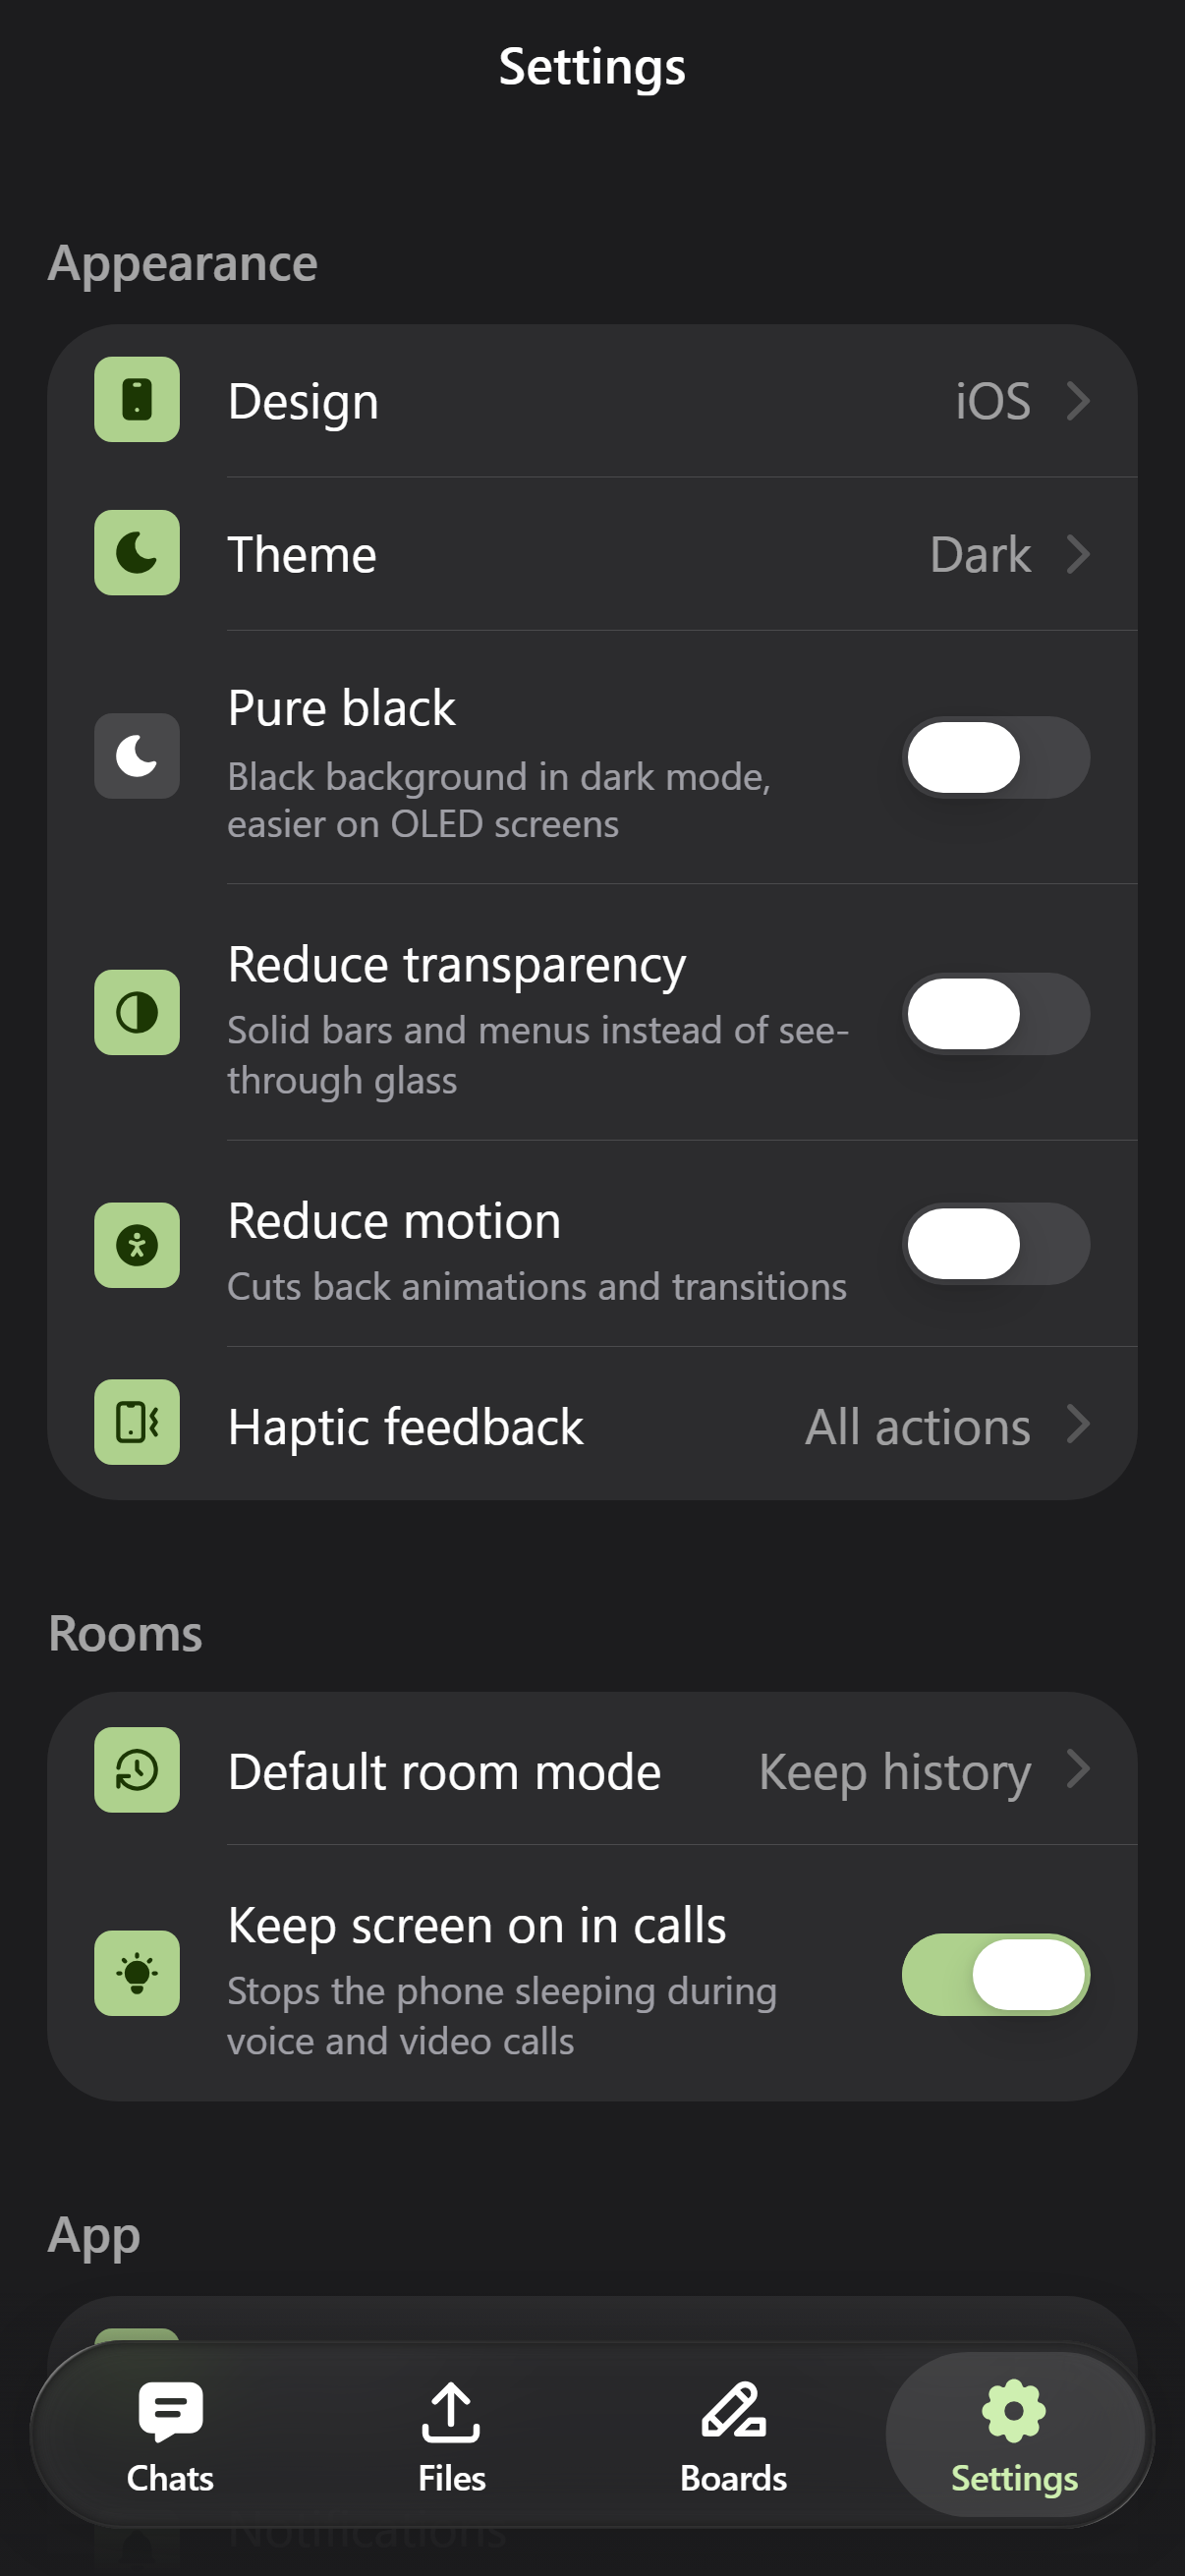 Settings
Appearance
Design
iOS
Theme
Dark
Pure black
Black background in dark mode,
easier on OLED screens
Reduce transparency
Solid bars and menus instead of see-
through glass
Reduce motion
Cuts back animations and transitions
Haptic feedback
All actions
Rooms
Default room mode
Keep history
Keep screen on in calls
Stops the phone sleeping during
voice and video calls
App
Notifications
Chats
Files
Boards
Settings